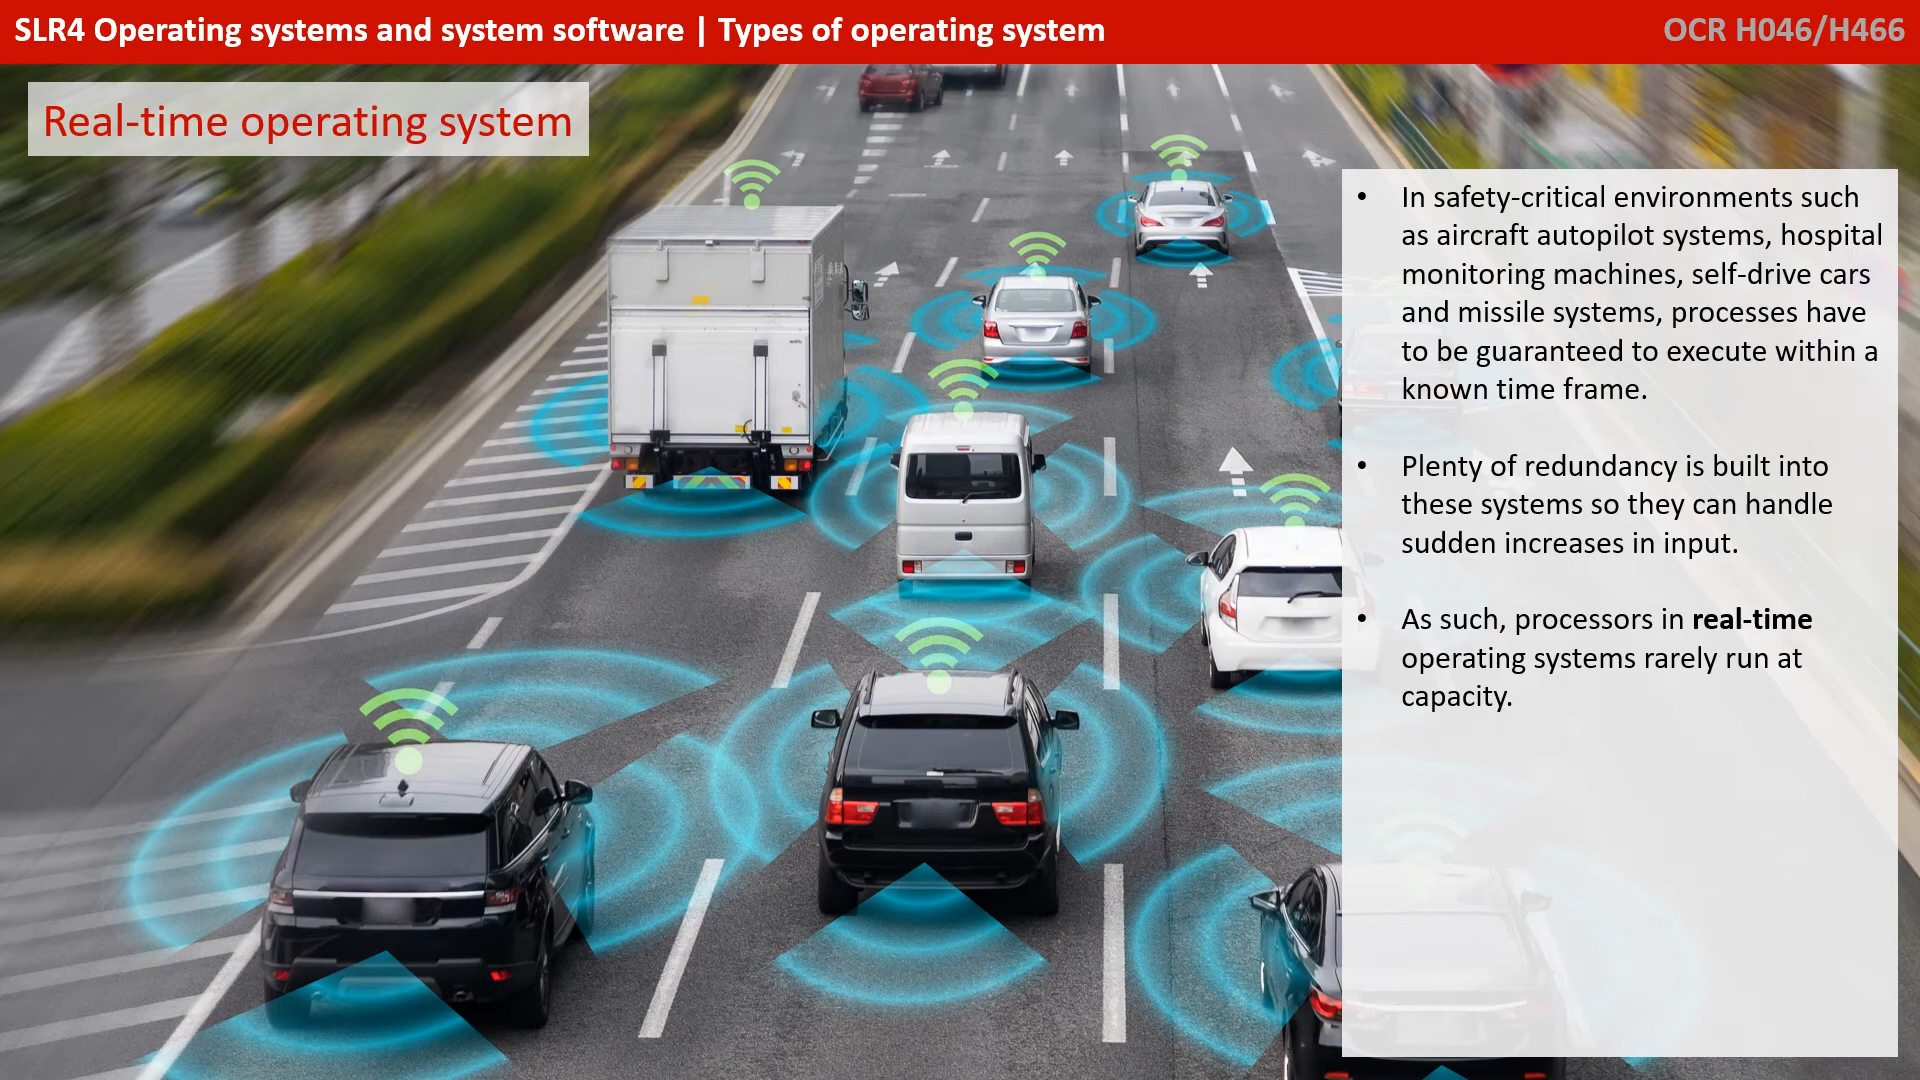 SLR4 Operating systems and system software | Types of operating system
OCR H046/H466
Real-time operating system
• In safety-critical environments such
as aircraft autopilot systems, hospital
monitoring machines, self-drive cars
and missile systems, processes have
to be guaranteed to execute within a
known time frame.
• Plenty of redundancy is built into
these systems so they can handle
sudden increases in input.
• As such, processors in real-time
operating systems rarely run at
capacity.